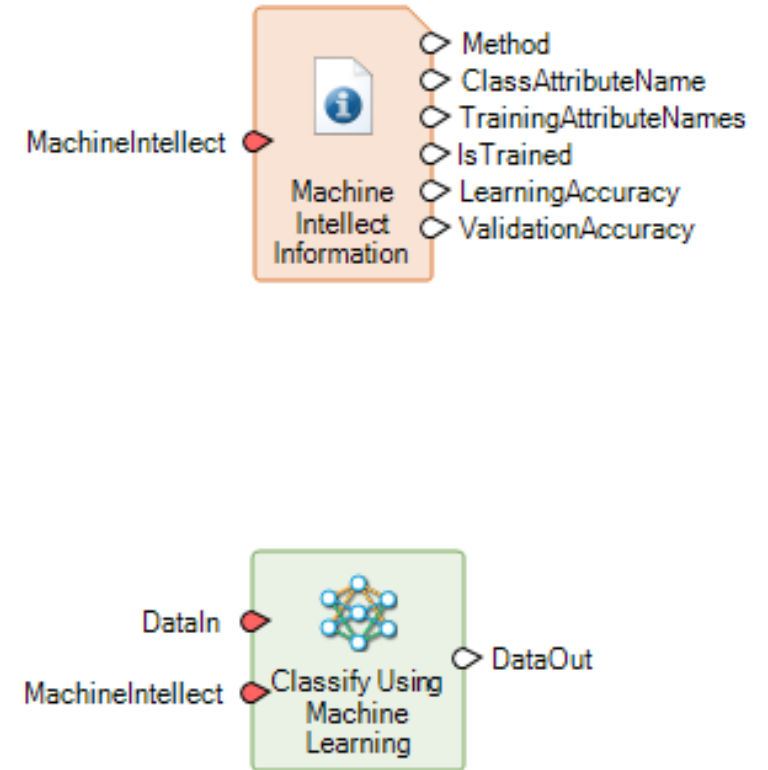 Method
ClassAttributeName
TrainingAttributeNames
MachineIntellect
IsTrained
LearningAccuracy
ValidationAccuracy
Machine
Intellect
Information
DataIn
MachineIntellect
DataOut
Classify Using
Machine
Learning